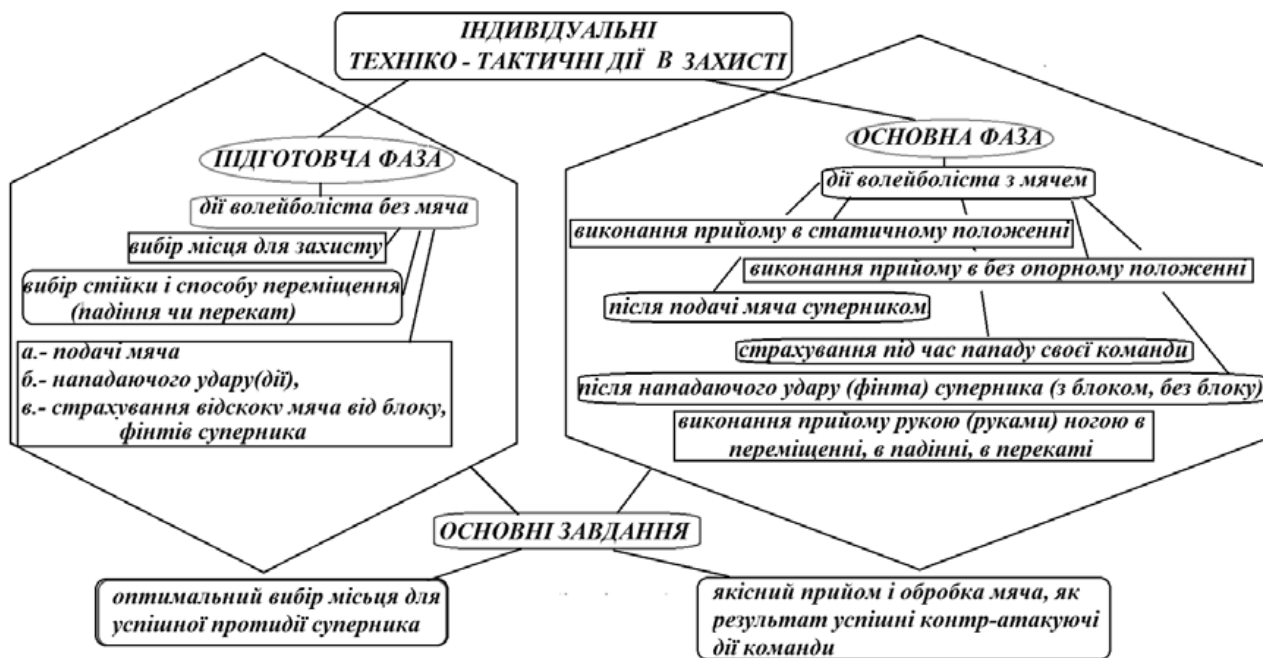 ІНДИВІДУАЛЬНІ
ТЕХНІКО - ТАКТИЧНІ ДІЇ В ЗАХИСТІ
ПІДГОТОВЧА ФАЗА
дії волейболіста без мяча
вибір місця для захисту
вибір стійки і способу переміщення
(падіння чи перекат)
а.- подачі мяча
б.- нападаючого удару(дії),
в.- страхування відскоку мяча від блоку,
фінтів суперника
ОСНОВНА ФАЗА
дії волейболіста з мячем
виконання прийому в статичному положенні
виконання прийому в без опорному положенні
після подачі мяча суперником
страхування під час нападу своєї команди
після нападаючого удару (фінта) суперника (з блоком, без блоку)
виконання прийому рукою (руками) ногою в
переміщенні, в падінні, в перекаті
ОСНОВНІ ЗАВДАННЯ
оптимальний вибір місьця для
успішної протидії суперника
якісний прийом і обробка мяча, як
результат успішні контр-атакуючі
дії команди